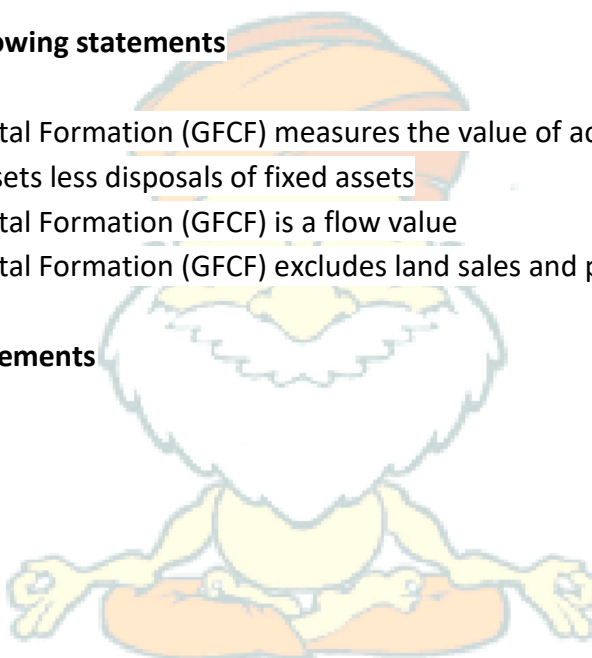 owing statements
tal Formation (GFCF) measures the value of ac
sets less disposals of fixed assets
tal Formation (GFCF) is a flow value
tal Formation (GFCF) excludes land sales and p
ements